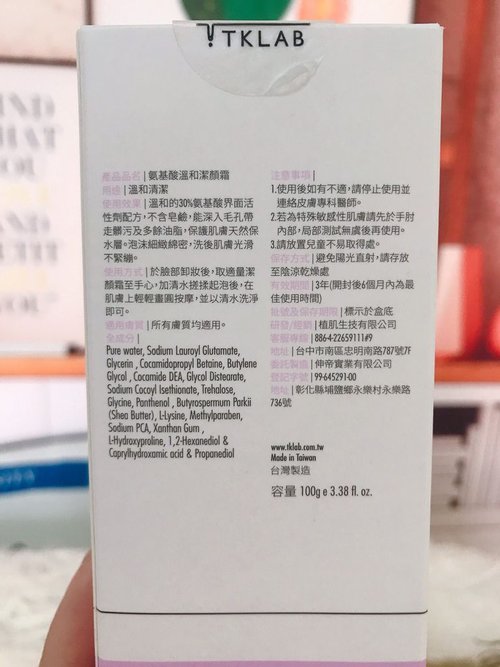 TKLAB
產品品名 | 氨基酸溫和潔顏霜
用途 | 溫和清潔
使用效果 | 溫和的30%氨基酸界面活
性劑配方,不含皂鹼,能深入毛孔帶
走髒污及多餘油脂,保護肌膚天然保
水層。泡沫細緻綿密,洗後肌膚光滑
不緊繃。
使用方式 | 於臉部卸妝後,取適量潔
顏霜至手心,加清水搓揉起泡後,在
肌膚上輕輕畫圓按摩,並以清水洗淨
即可。
適用膚質 | 所有膚質均適用。
全成分 |
Pure water, Sodium Lauroyl Glutamate,
Glycerin , Cocamidopropyl Betaine, Butylene
Glycol , Cocamide DEA, Glycol Distearate,
Sodium Cocoyl Isethionate, Trehalose,
Glycine, Panthenol , Butyrospermum Parkii
(Shea Butter), L-Lysine, Methylparaben,
Sodium PCA, Xanthan Gum ,
L-Hydroxyproline, 1,2-Hexanediol &
Caprylhydroxamic acid & Propanediol
注意事項 |
1.使用後如有不適,請停止使用並
連絡皮膚專科醫師。
2.若為特殊敏感性肌膚請先於手肘
內部,局部測試無虞後再使用。
3.請放置兒童不易取得處。
保存方式 | 避免陽光直射,請存放
至陰涼乾燥處
有效期間 | 3年(開封後6個月內為最
佳使用時間)
批號及保存期限 | 標示於盒底
研發/經銷 | 植肌生技有限公司
客服專線 | 8864-22659111#9
地址 | 台中市南區忠明南路787號7F
委託製造 | 伸帝實業有限公司
登記字號 | 99-645291-00
地址 | 彰化縣埔鹽鄉永樂村永樂路
736號
www.tklab.com.tw
Made in Taiwan
台灣製造
容量 100g e 3.38 fl. oz.